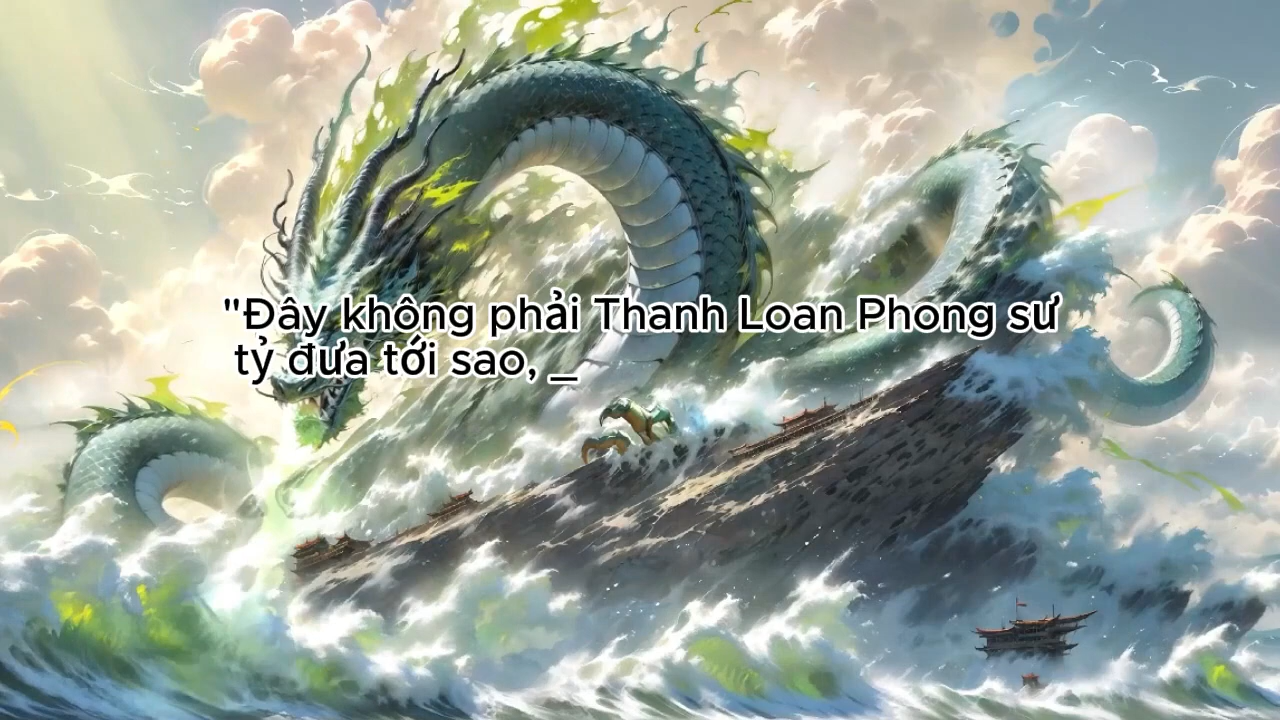 "Đây không phải Thanh Loan Phong sư
tỷ đưa tới sao, _